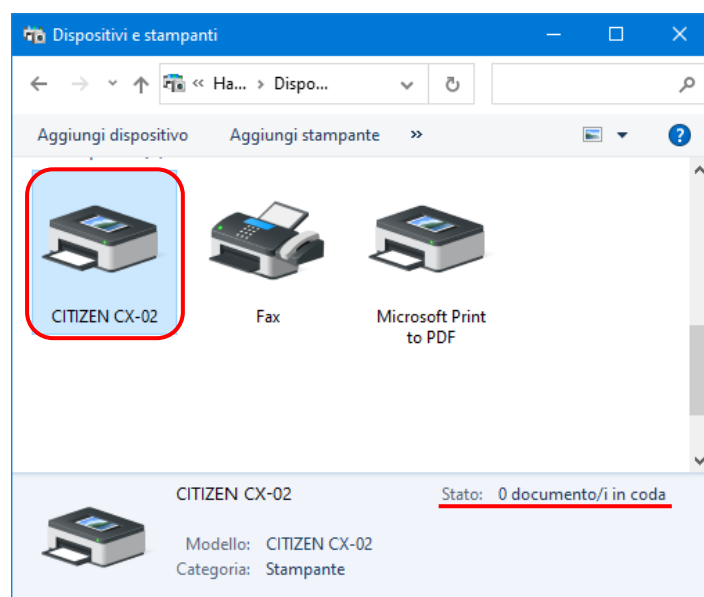 Dispositivi e stampanti
« Ha... › Dispo...
Aggiungi dispositivo Aggiungi stampante »
CITIZEN CX-02
Fax
Microsoft Print
to PDF
CITIZEN CX-02 Stato: 0 documento/i in coda
Modello: CITIZEN CX-02
Categoria: Stampante